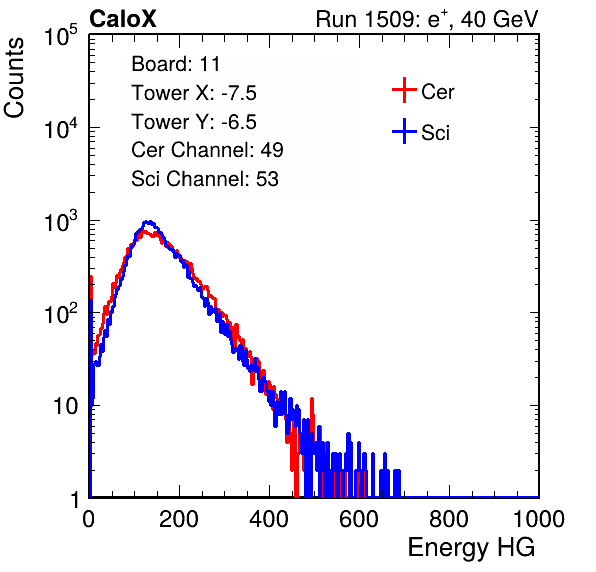 CaloX Run 1509: e+, 40 GeV
Counts
Board: 11
Tower X: -7.5
Tower Y: -6.5
Cer Channel: 49
Sci Channel: 53
Cer
Sci
10^5
10^4
10^3
10^2
10
1
0 200 400 600 800 1000
Energy HG